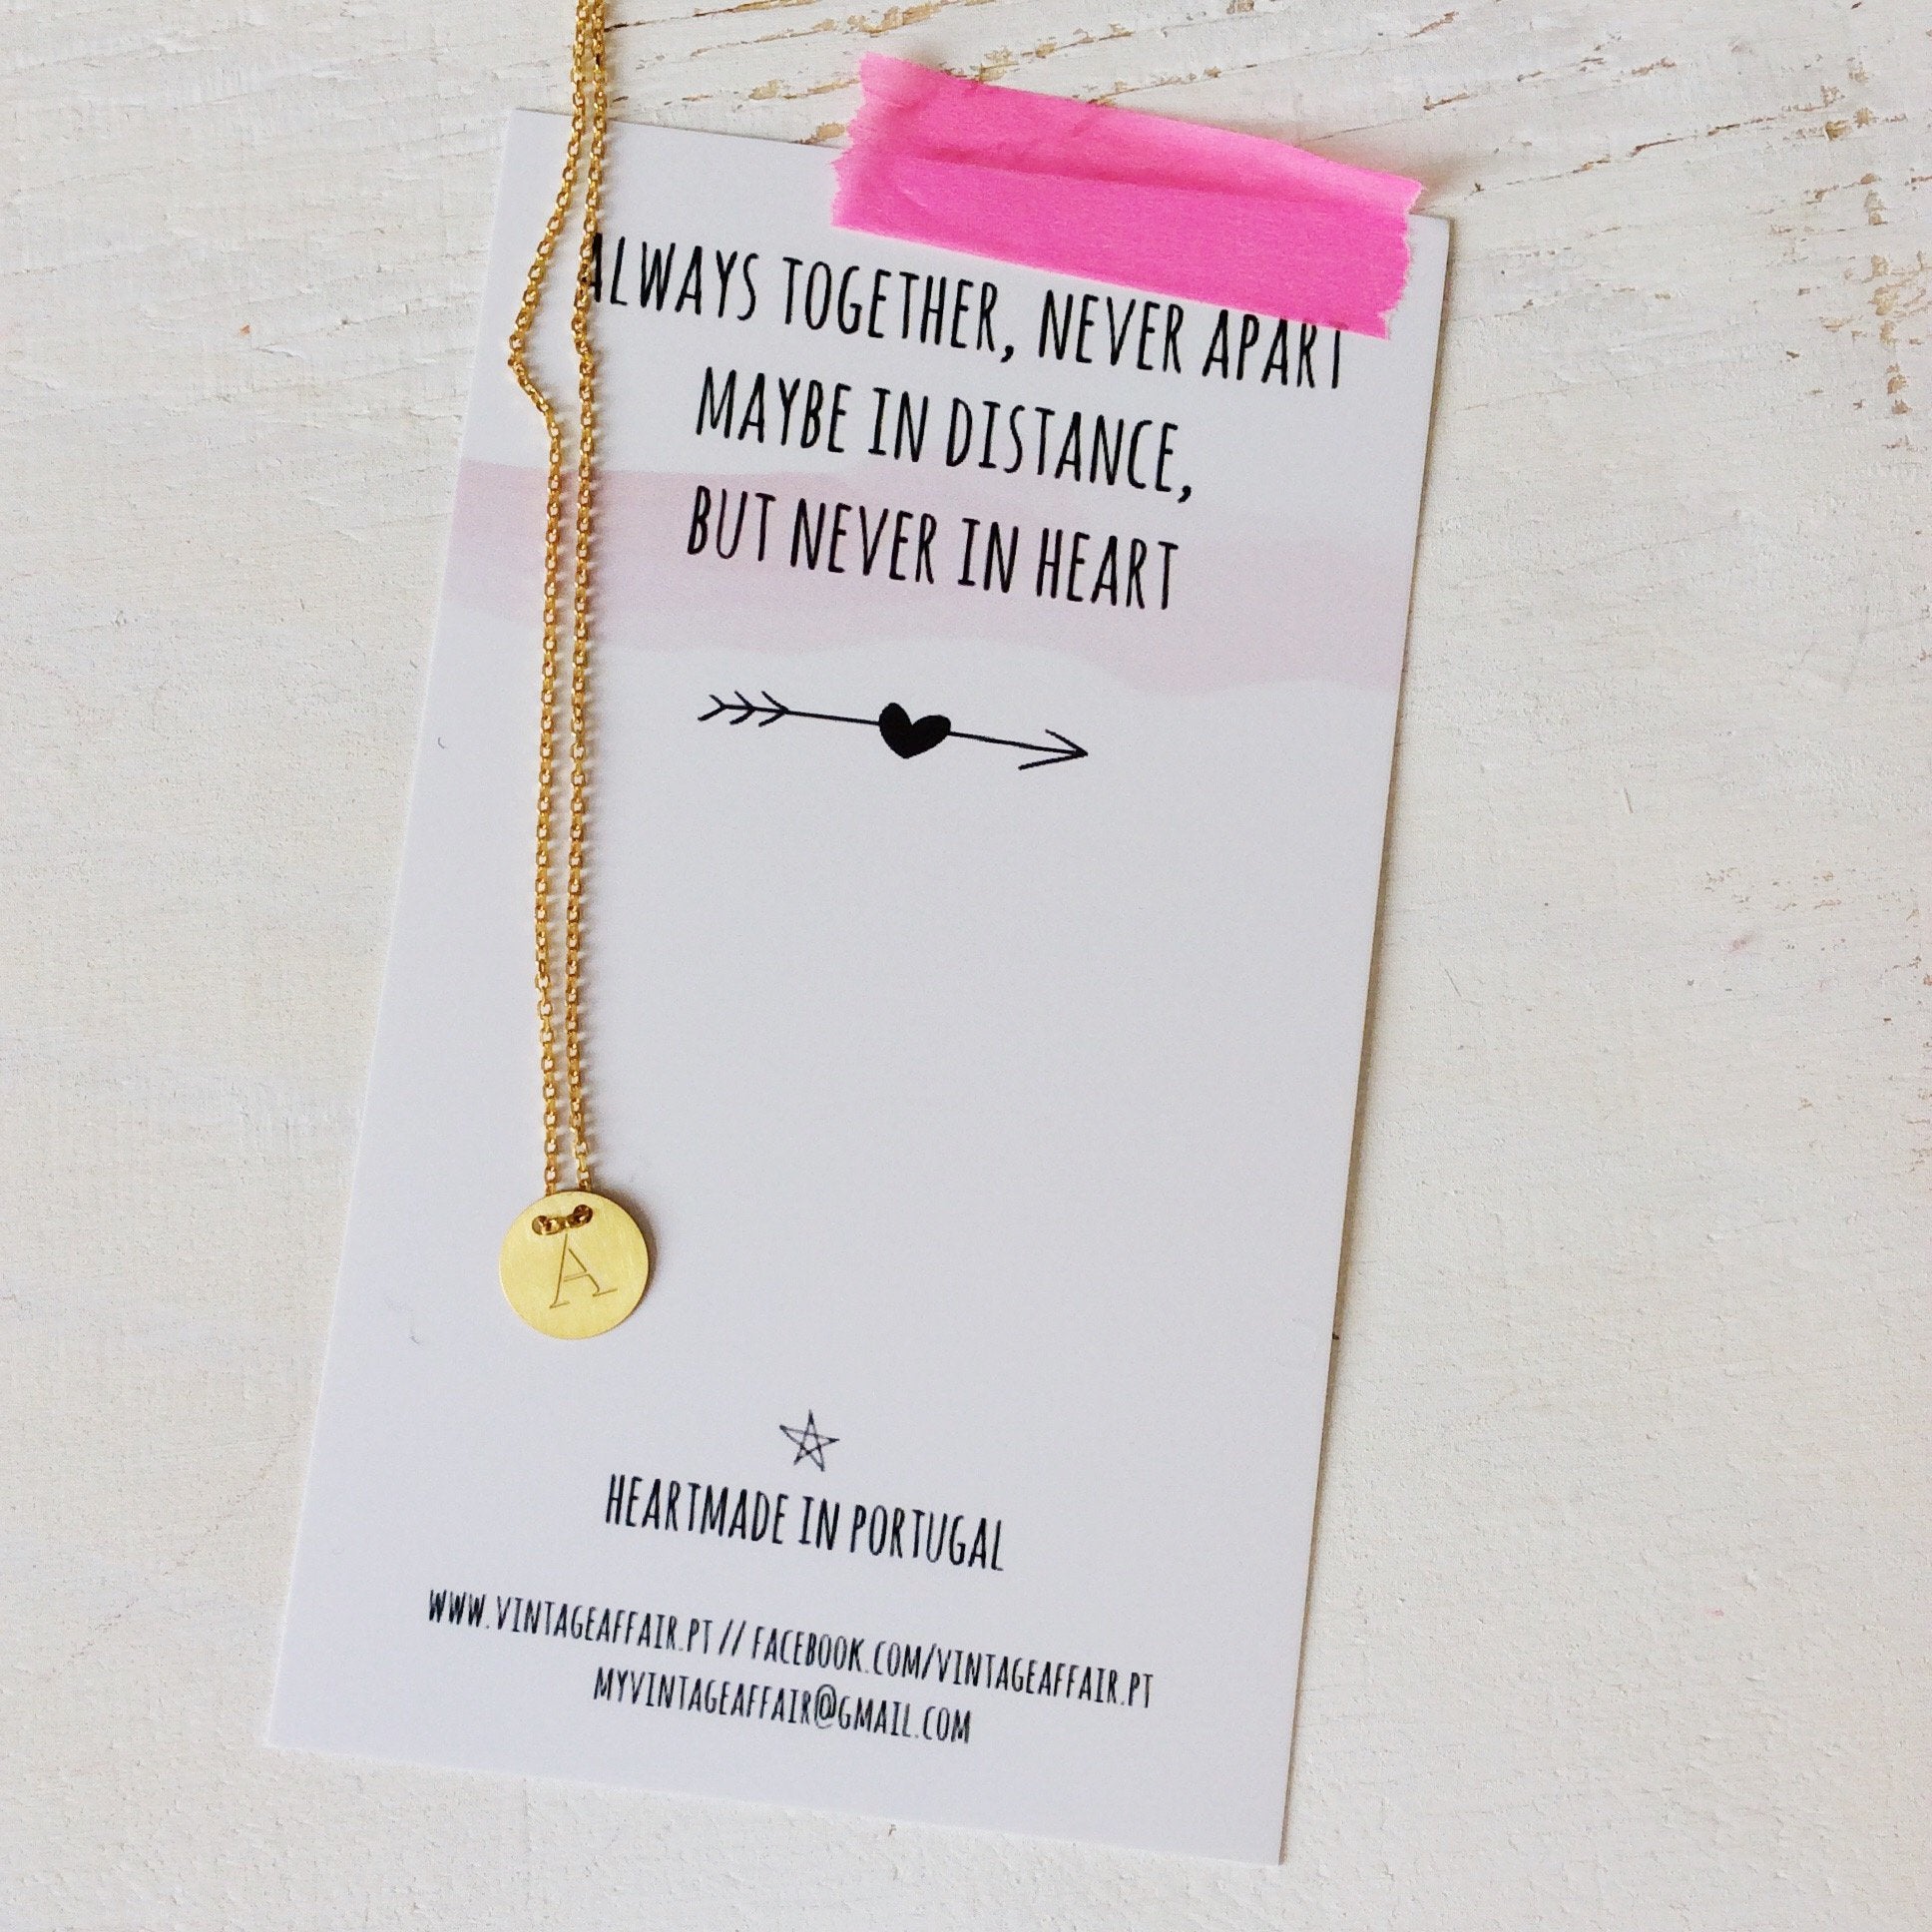 ALWAYS TOGETHER, NEVER APART
MAYBE IN DISTANCE,
BUT NEVER IN HEART
A
HEARTMADE IN PORTUGAL
WWW.VINTAGEAFFAIR.PT // FACEBOOK.COM/VINTAGEAFFAIR.PT
MYVINTAGEAFFAIR@GMAIL.COM